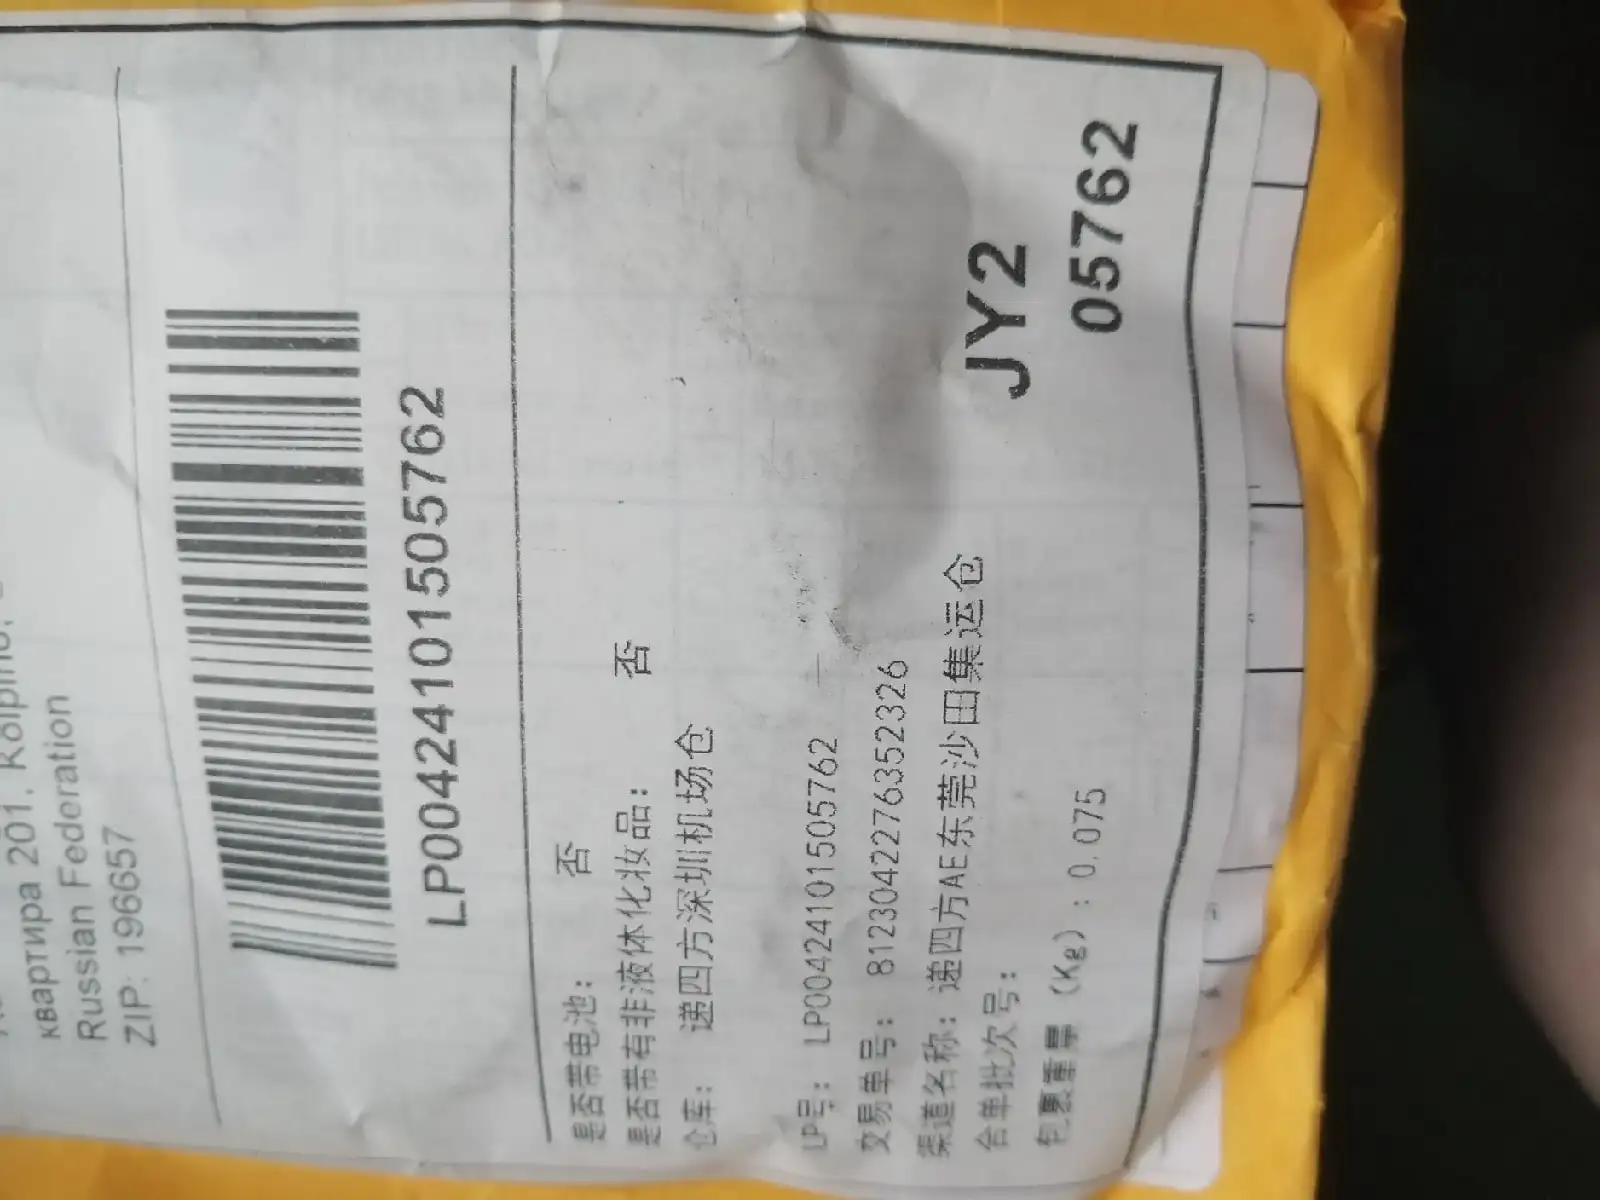 квартира 201. Kolpino.
Russian Federation
ZIP: 196657
LP00424101505762
是否带电池： 否
是否带有非液体化妆品： 否
仓库： 递四方深圳机场仓
LP号： LP00424101505762
交易单号： 81230422776352326
渠道名称： 递四方AE东莞沙田集运仓
合单批次号：
包裹重量（Kg）: 0.075
JY2
05762